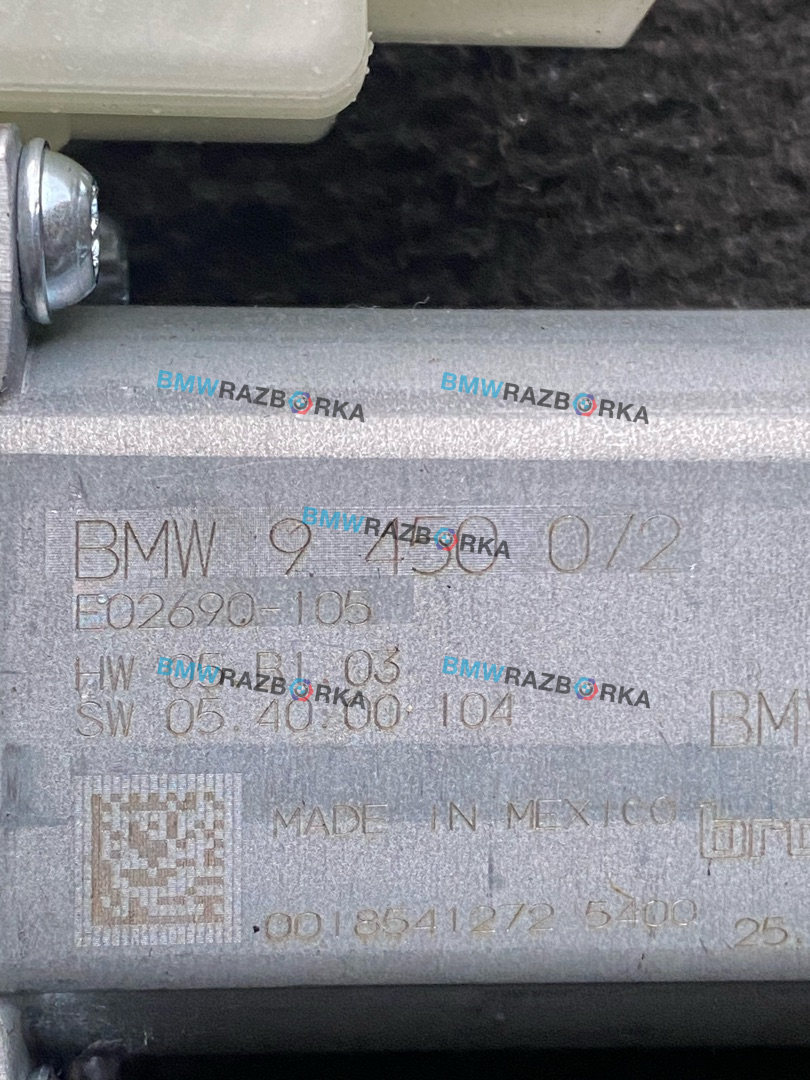 BMWRAZBORKA BMWRAZBORKA
BMWRAZBORKA
BMW 9 450 072
E02690-105
HW 05.B1.03
SW 05.40.00 104
BMWRAZBORKA BMWRAZBORKA
BM
MADE IN MEXICO
0018541272 5400
25.